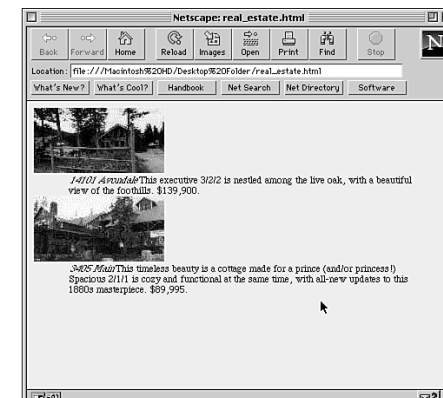 Netscape: real_estate.html
Back Forward Home Reload Images Open Print Find Stop
N
Location: file:///Macintosh%20HD/Desktop%20Folder/real_estate.html
What's New? What's Cool? Handbook Net Search Net Directory Software
14101 AvondaleThis executive 3/2/2 is nestled among the live oak, with a beautiful
view of the foothills. $139,900.
3405 MainThis timeless beauty is a cottage made for a prince (and/or princess!)
Spacious 2/1/1 is cozy and functional at the same time, with all-new updates to this
1880s masterpiece. $89,995.